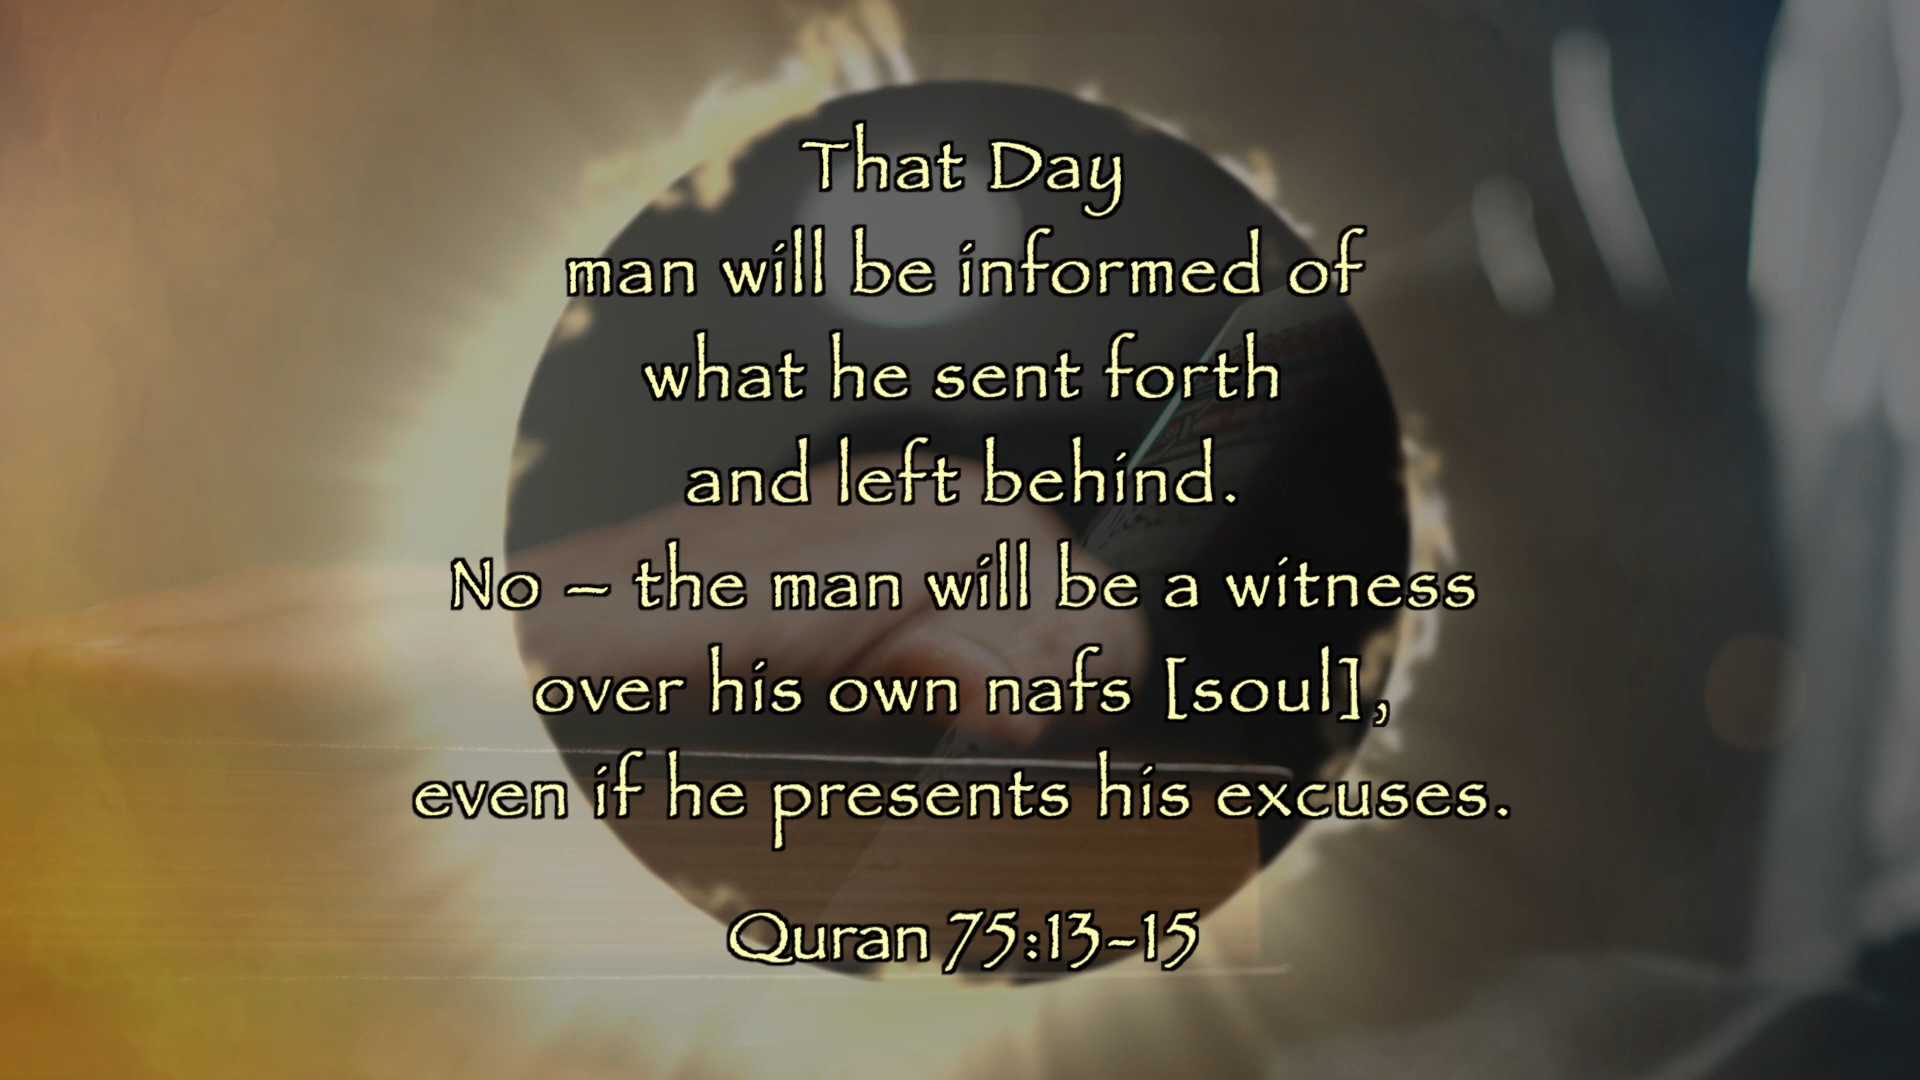 That Day
man will be informed of
what he sent forth
and left behind.
No – the man will be a witness
over his own nafs [soul],
even if he presents his excuses.
Quran 75:13-15